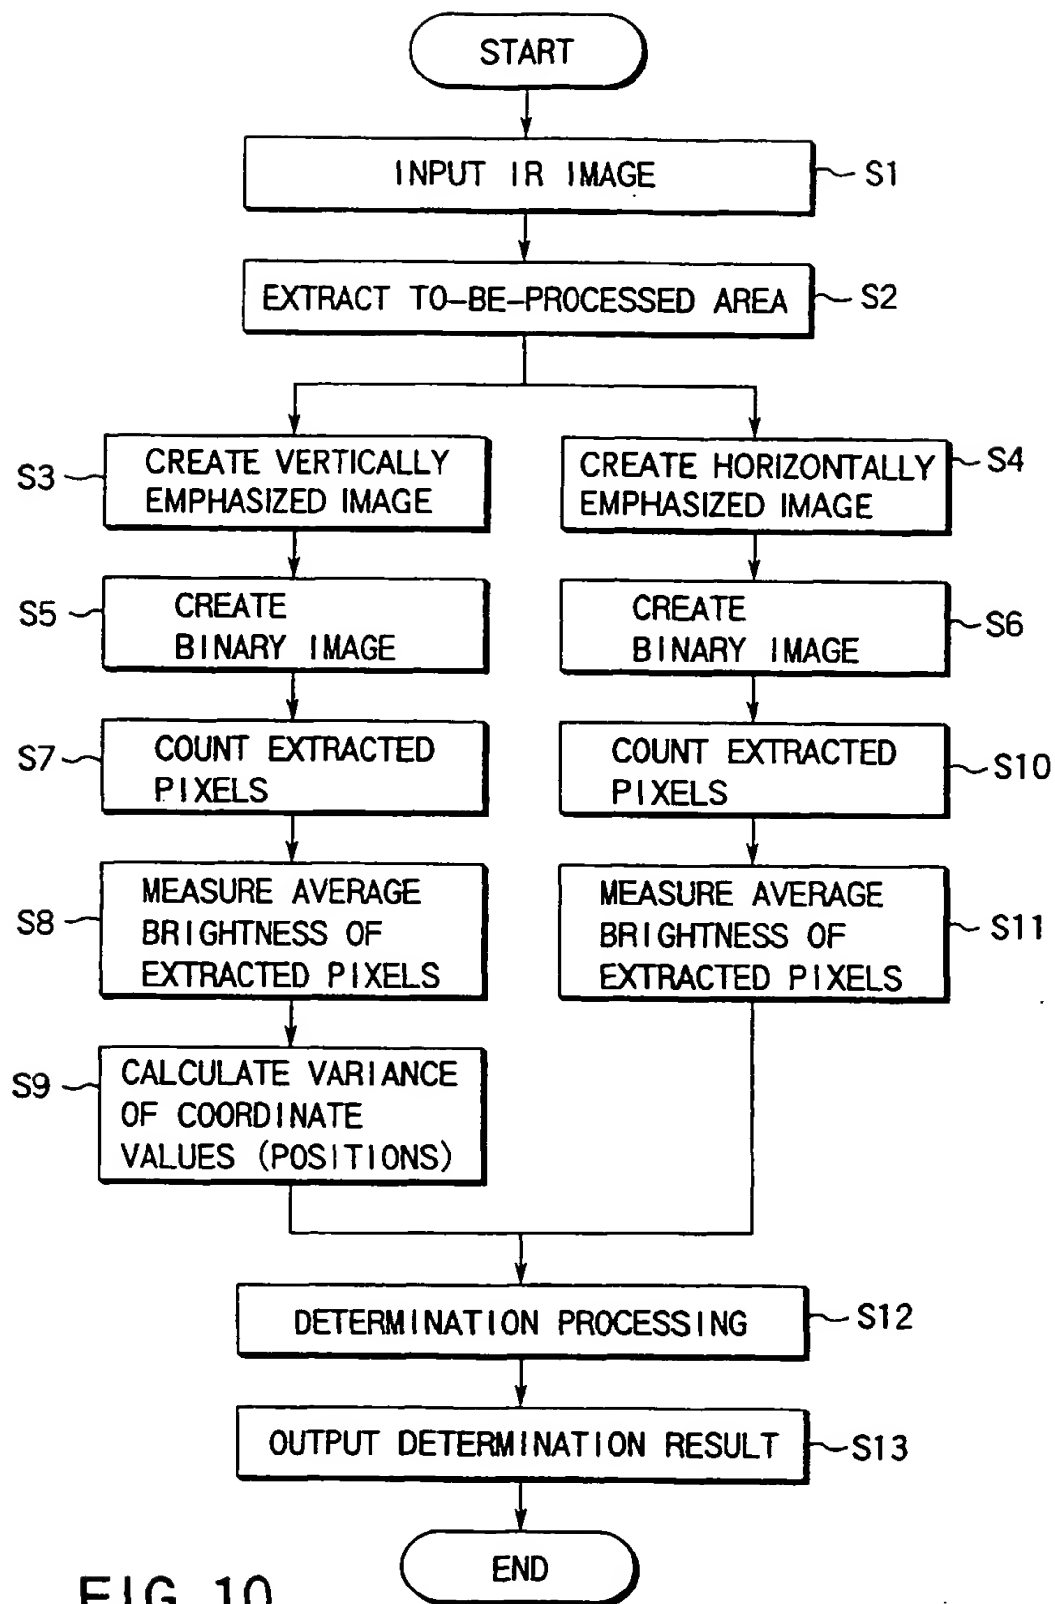 START
INPUT IR IMAGE
S1
EXTRACT TO-BE-PROCESSED AREA
S2
S3
CREATE VERTICALLY
EMPHASIZED IMAGE
CREATE HORIZONTALLY
EMPHASIZED IMAGE
S4
S5
CREATE
BINARY IMAGE
CREATE
BINARY IMAGE
S6
S7
COUNT EXTRACTED
PIXELS
COUNT EXTRACTED
PIXELS
S10
S8
MEASURE AVERAGE
BRIGHTNESS OF
EXTRACTED PIXELS
MEASURE AVERAGE
BRIGHTNESS OF
EXTRACTED PIXELS
S11
S9
CALCULATE VARIANCE
OF COORDINATE
VALUES (POSITIONS)
DETERMINATION PROCESSING
S12
OUTPUT DETERMINATION RESULT
S13
END
FIG. 10